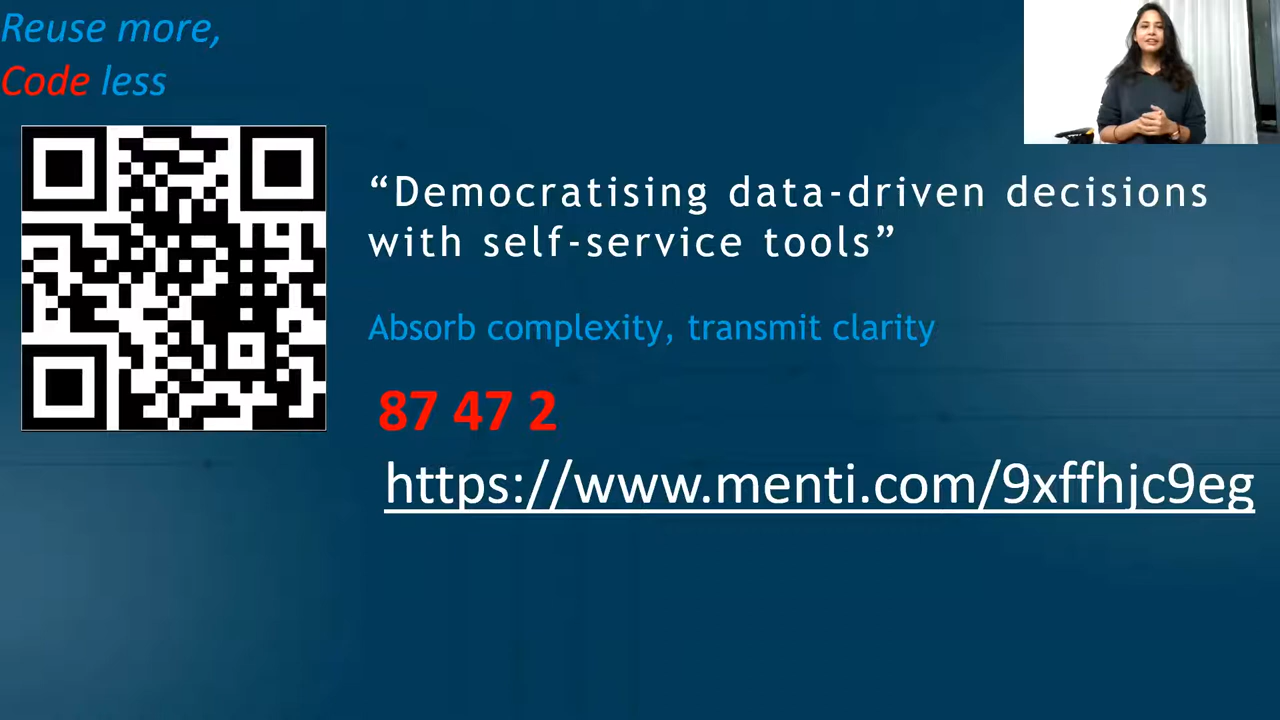 Reuse more,
Code less
“Democratising data-driven decisions
with self-service tools”
Absorb complexity, transmit clarity
87 47 2
https://www.menti.com/9xffhjc9eg